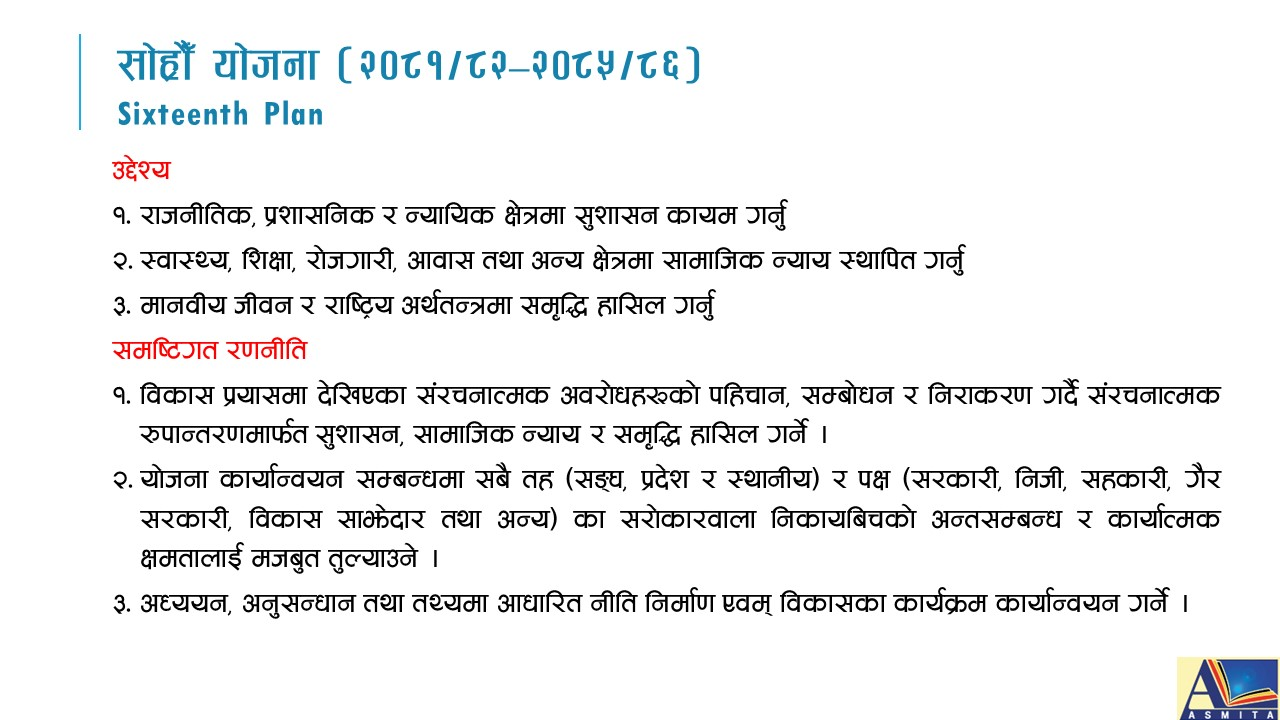 सोह्रौँ योजना (२०८१/८२–२०८५/८६)
Sixteenth Plan
उद्देश्य
१. राजनीतिक, प्रशासनिक र न्यायिक क्षेत्रमा सुशासन कायम गर्नु
२. स्वास्थ्य, शिक्षा, रोजगारी, आवास तथा अन्य क्षेत्रमा सामाजिक न्याय स्थापित गर्नु
३. मानवीय जीवन र राष्ट्रिय अर्थतन्त्रमा समृद्धि हासिल गर्नु
समष्टिगत रणनीति
१. विकास प्रयासमा देखिएका संरचनात्मक अवरोधहरुको पहिचान, सम्बोधन र निराकरण गर्दै संरचनात्मक
रुपान्तरणमार्फत सुशासन, सामाजिक न्याय र समृद्धि हासिल गर्ने ।
२. योजना कार्यान्वयन सम्बन्धमा सबै तह (सङ्घ, प्रदेश र स्थानीय) र पक्ष (सरकारी, निजी, सहकारी, गैर
सरकारी, विकास साझेदार तथा अन्य) का सरोकारवाला निकायबिचको अन्तसम्बन्ध र कार्यात्मक
क्षमतालाई मजबुत तुल्याउने ।
३. अध्ययन, अनुसन्धान तथा तथ्यमा आधारित नीति निर्माण एवम् विकासका कार्यक्रम कार्यान्वयन गर्ने ।
ASMITA